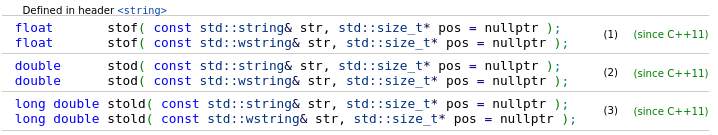 Defined in header <string>
float stof( const std::string& str, std::size_t* pos = nullptr );
float stof( const std::wstring& str, std::size_t* pos = nullptr );
(1) (since C++11)
double stod( const std::string& str, std::size_t* pos = nullptr );
double stod( const std::wstring& str, std::size_t* pos = nullptr );
(2) (since C++11)
long double stold( const std::string& str, std::size_t* pos = nullptr );
long double stold( const std::wstring& str, std::size_t* pos = nullptr );
(3) (since C++11)